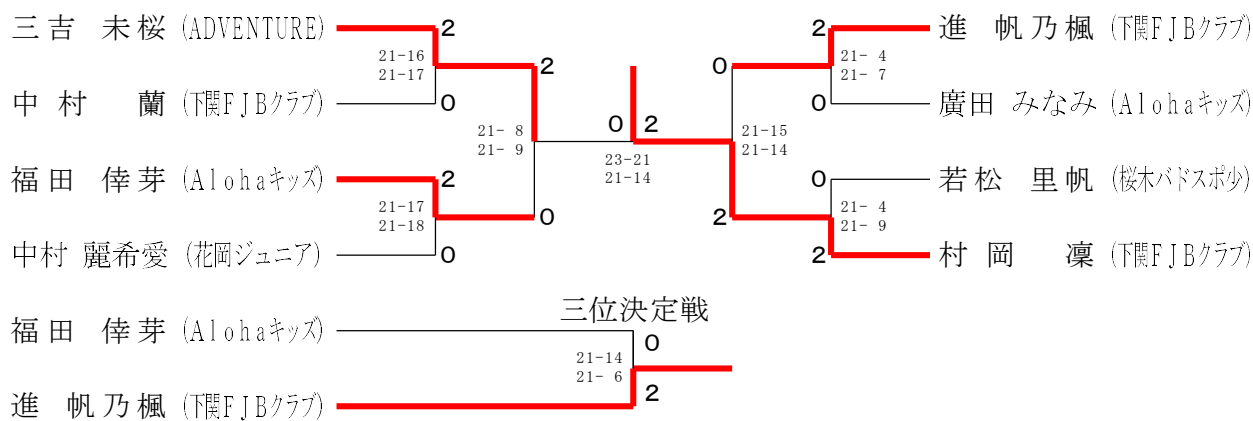 三吉 未桜 (ADVENTURE)
2
21-16
21-17
0
中村 蘭 (下関FJBクラブ)
2
21- 8
21- 9
0
福田 倖芽 (Alohaキッズ)
2
21-17
21-18
0
中村 麗希愛 (花岡ジュニア)
0 2
23-21
21-14
2
進 帆乃楓 (下関FJBクラブ)
21- 4
21- 7
0
廣田 みなみ (Alohaキッズ)
0
21-15
21-14
2
0
若松 里帆 (桜木バドスポ少)
21- 4
21- 9
2
村岡 凜 (下関FJBクラブ)
三位決定戦
福田 倖芽 (Alohaキッズ)
0
21-14
21- 6
2
進 帆乃楓 (下関FJBクラブ)